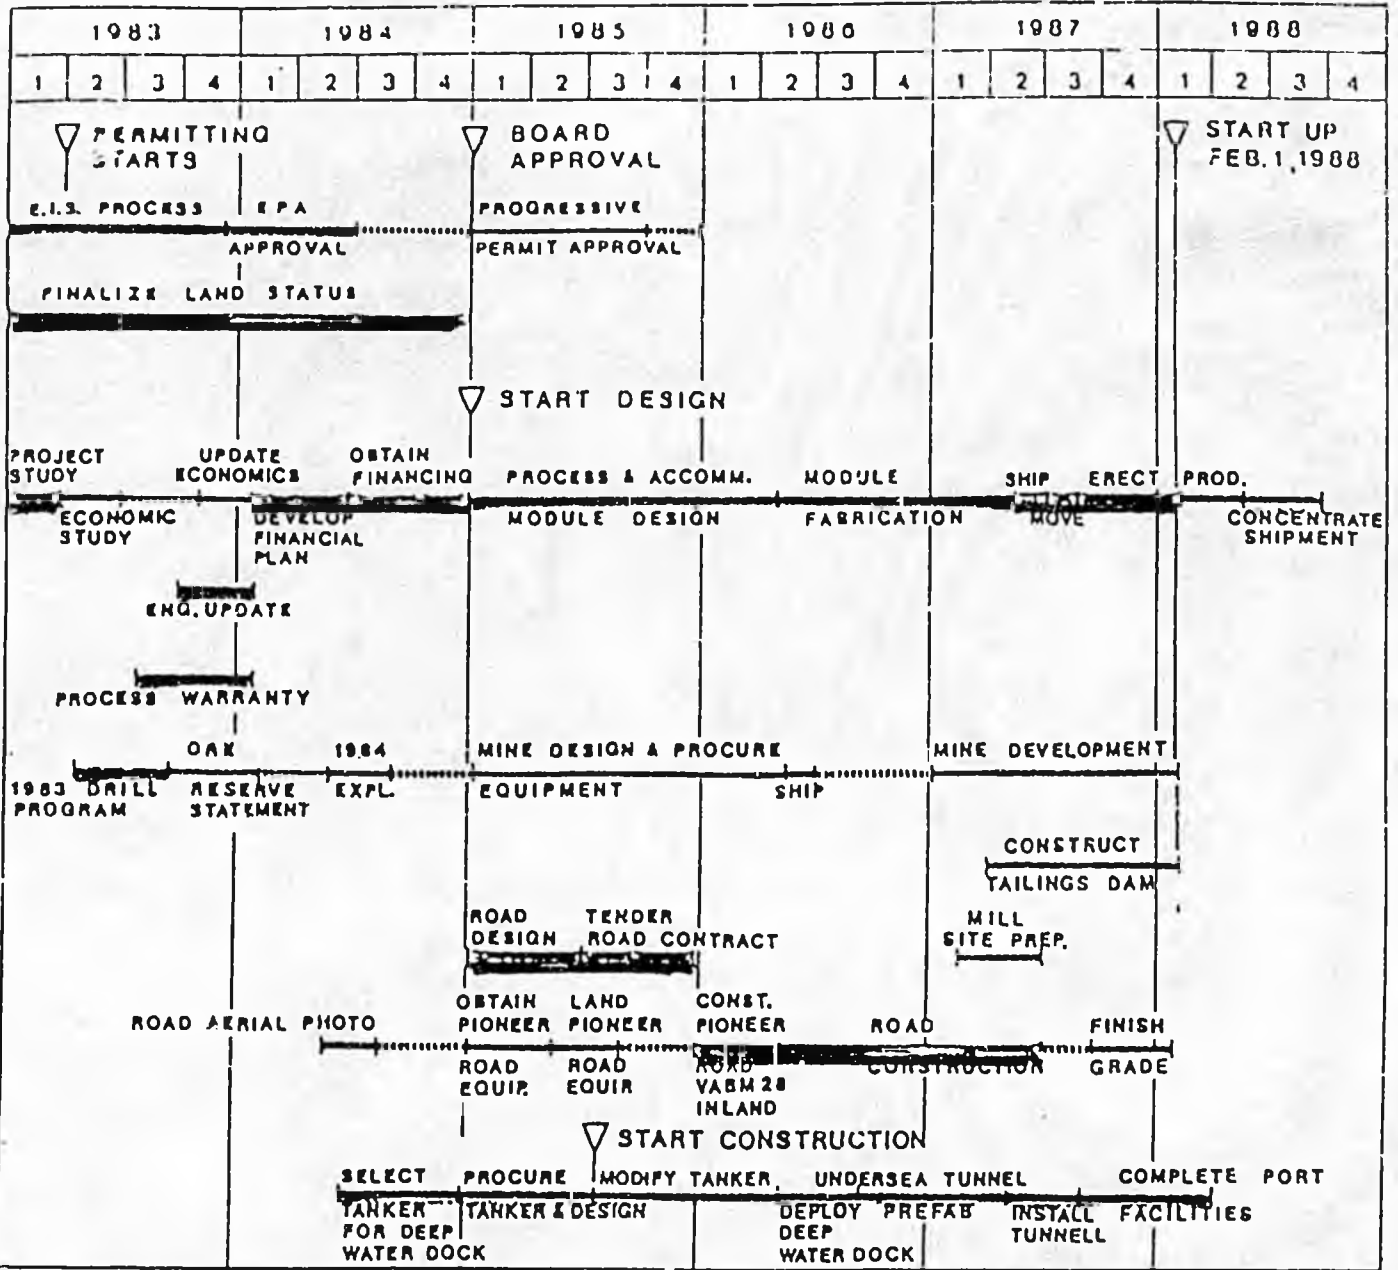 1983 1984 1985 1986 1987 1988
1 2 3 4 1 2 3 4 1 2 3 4 1 2 3 4 1 2 3 4 1 2 3 4
PERMITTING
STARTS
BOARD
APPROVAL
START UP
FEB. 1, 1988
E.I.S. PROCESS E.P.A
APPROVAL
PROGRESSIVE
PERMIT APPROVAL
FINALIZE LAND STATUS
START DESIGN
PROJECT
STUDY
UPDATE
ECONOMICS
OBTAIN
FINANCING
PROCESS & ACCOMM.
MODULE
SHIP
ERECT
PROD.
ECONOMIC
STUDY
DEVELOP
FINANCIAL
PLAN
MODULE DESIGN
FABRICATION
MOVE
CONCENTRATE
SHIPMENT
ENG. UPDATE
PROCESS WARRANTY
ORE
1984
MINE DESIGN & PROCURE
MINE DEVELOPMENT
1983 DRILL
PROGRAM
RESERVE
STATEMENT
EXPL.
EQUIPMENT
SHIP
CONSTRUCT
TAILINGS DAM
ROAD
DESIGN
TENDER
ROAD CONTRACT
MILL
SITE PREP.
ROAD AERIAL PHOTO
OBTAIN
PIONEER
LAND
PIONEER
CONST.
PIONEER
ROAD
FINISH
ROAD
EQUIP.
ROAD
EQUIP
ROAD
VABM 28
INLAND
CONSTRUCTION
GRADE
START CONSTRUCTION
SELECT
PROCURE
MODIFY TANKER
UNDERSEA TUNNEL
COMPLETE PORT
TANKER
FOR DEEP
WATER DOCK
TANKER & DESIGN
DEPLOY PREFAB
DEEP
WATER DOCK
INSTALL
TUNNELL
FACILITIES